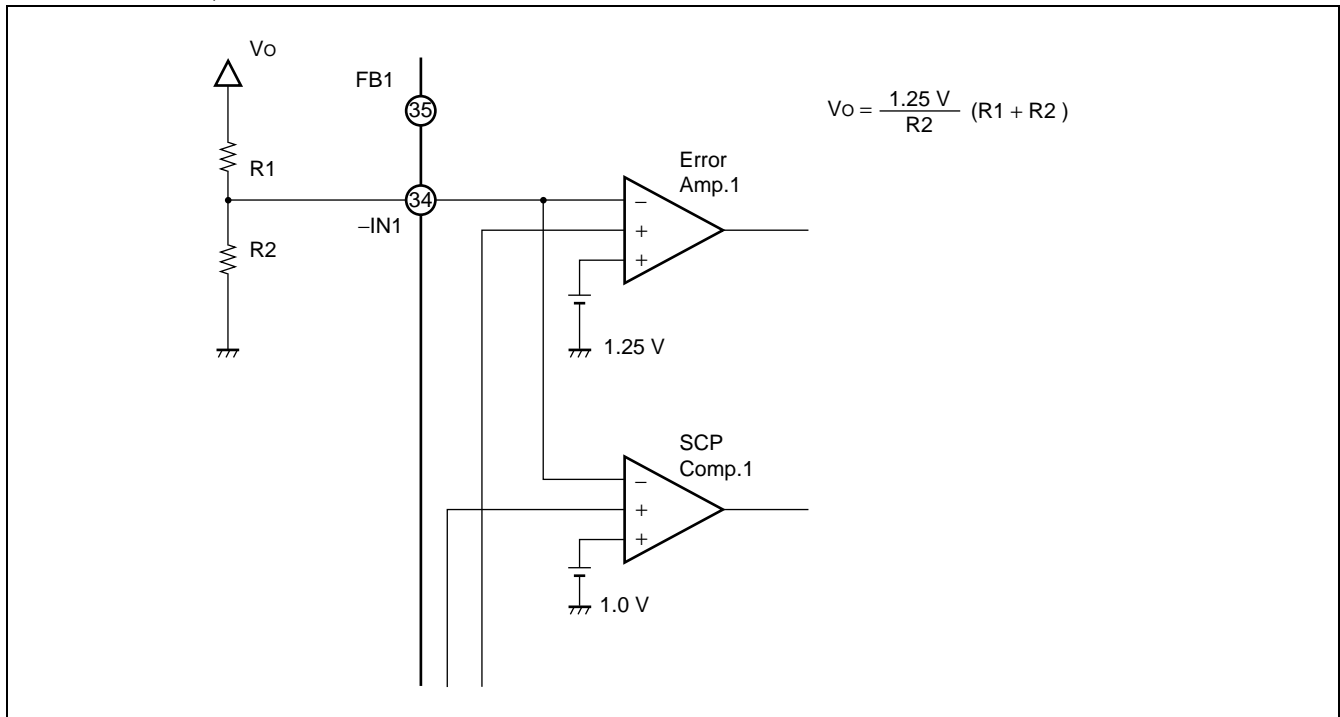 Vo
FB1
35
Vo = 1.25 V / R2 (R1 + R2 )
R1
Error
Amp.1
34
−
−IN1
+
R2
+
1.25 V
SCP
Comp.1
−
+
+
1.0 V